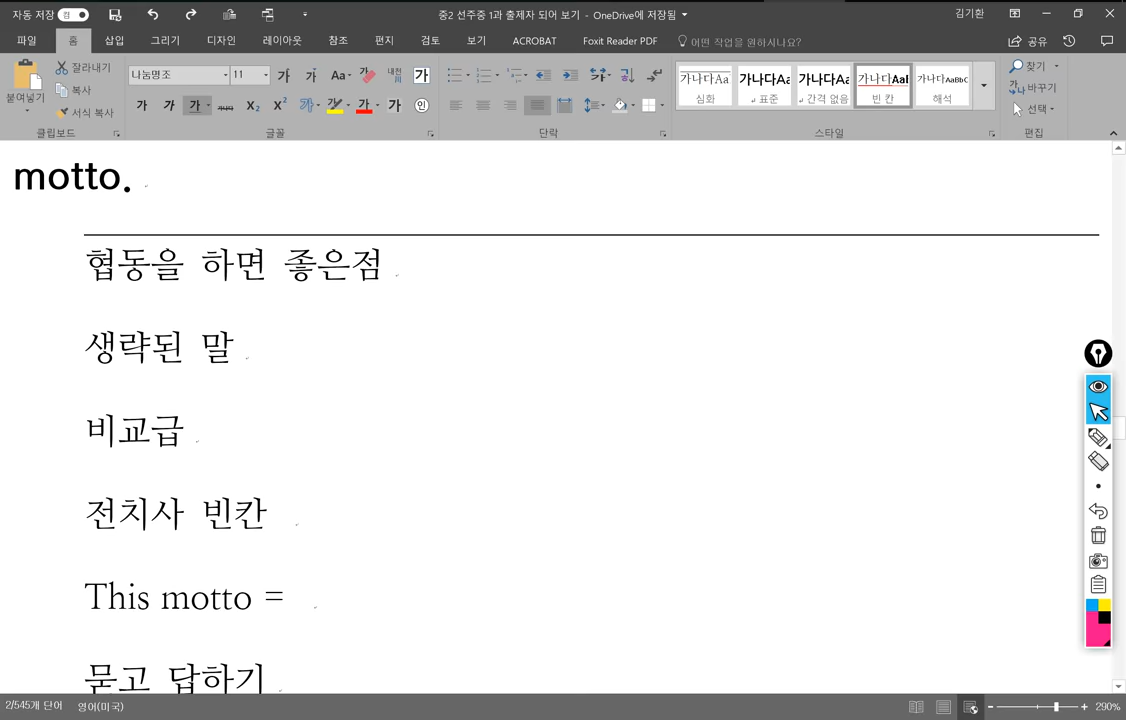 자동 저장 컴 중2 선주중 1과 출제자 되어 보기 - OneDrive에 저장됨 김기환
파일 홈 삽입 그리기 디자인 레이아웃 참조 편지 검토 보기 ACROBAT Foxit Reader PDF 어떤 작업을 원하시나요? 공유
붙여넣기 잘라내기 복사 서식 복사 클립보드
나눔명조 11 글꼴
단락
가나다Aa 심화 가나다Aa 표준 가나다Aa 간격 없음 가나다AaI 빈 칸 가나다AaBbC 해석 스타일
찾기 바꾸기 선택 편집
motto.
협동을 하면 좋은점
생략된 말
비교급
전치사 빈칸
This motto =
묻고 답하기
2/545개 단어 영어(미국) 290%